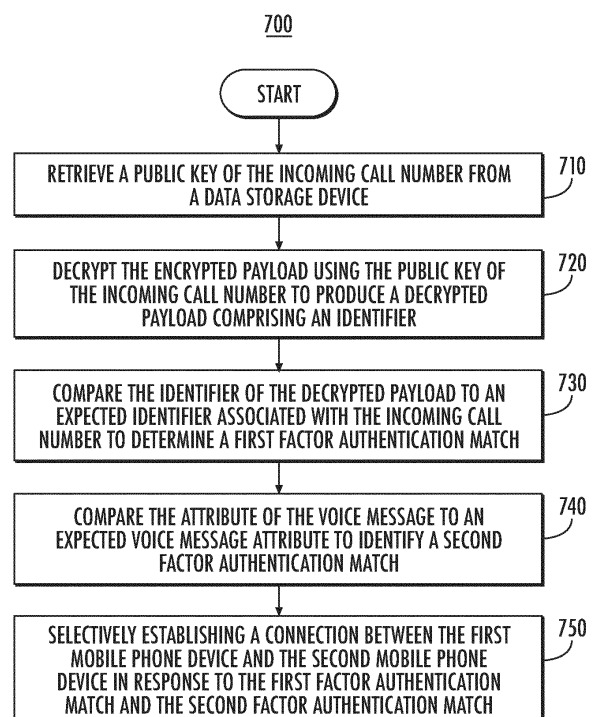 700
START
RETRIEVE A PUBLIC KEY OF THE INCOMING CALL NUMBER FROM
A DATA STORAGE DEVICE
710
DECRYPT THE ENCRYPTED PAYLOAD USING THE PUBLIC KEY OF
THE INCOMING CALL NUMBER TO PRODUCE A DECRYPTED
PAYLOAD COMPRISING AN IDENTIFIER
720
COMPARE THE IDENTIFIER OF THE DECRYPTED PAYLOAD TO AN
EXPECTED IDENTIFIER ASSOCIATED WITH THE INCOMING CALL
NUMBER TO DETERMINE A FIRST FACTOR AUTHENTICATION MATCH
730
COMPARE THE ATTRIBUTE OF THE VOICE MESSAGE TO AN
EXPECTED VOICE MESSAGE ATTRIBUTE TO IDENTIFY A SECOND
FACTOR AUTHENTICATION MATCH
740
SELECTIVELY ESTABLISHING A CONNECTION BETWEEN THE FIRST
MOBILE PHONE DEVICE AND THE SECOND MOBILE PHONE
DEVICE IN RESPONSE TO THE FIRST FACTOR AUTHENTICATION
MATCH AND THE SECOND FACTOR AUTHENTICATION MATCH
750